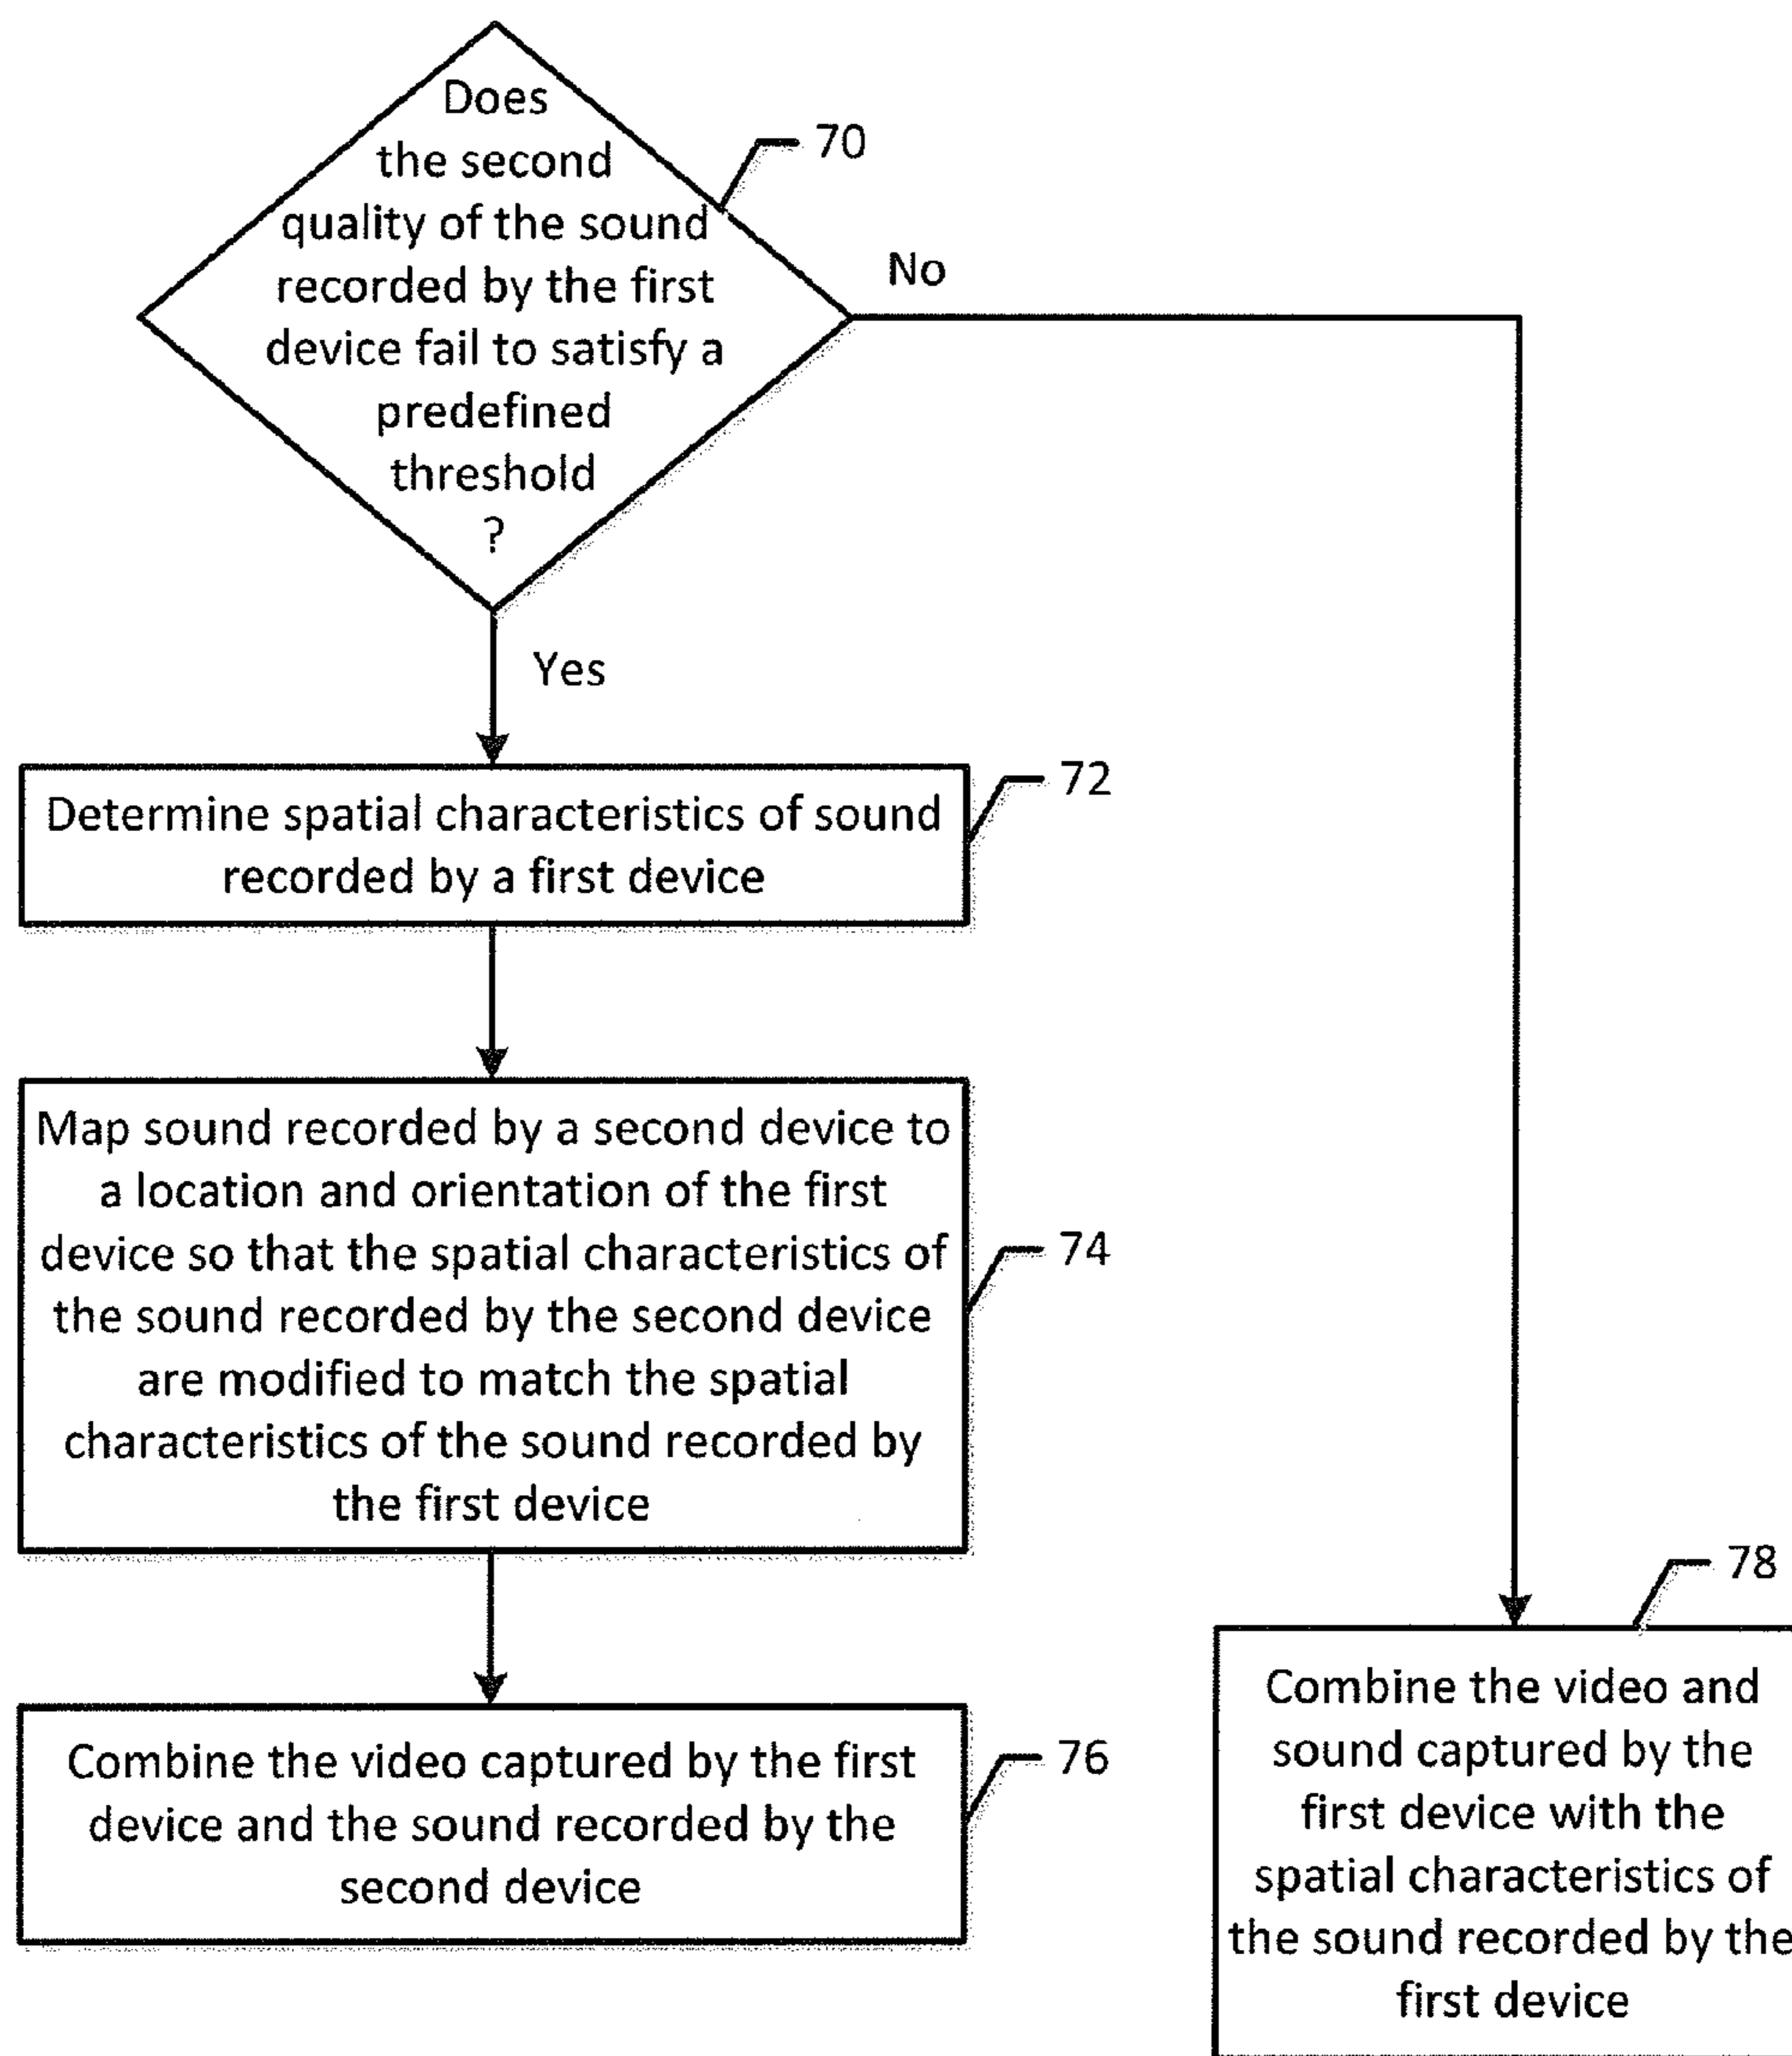 Does
the second
quality of the sound
recorded by the first
device fail to satisfy a
predefined
threshold
?
70
No
Yes
Determine spatial characteristics of sound
recorded by a first device
72
Map sound recorded by a second device to
a location and orientation of the first
device so that the spatial characteristics of
the sound recorded by the second device
are modified to match the spatial
characteristics of the sound recorded by
the first device
74
Combine the video captured by the first
device and the sound recorded by the
second device
76
78
Combine the video and
sound captured by the
first device with the
spatial characteristics of
the sound recorded by the
first device